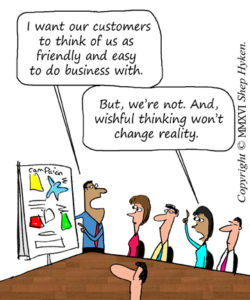 I want our customers
to think of us as
friendly and easy
to do business with.
But, we're not. And,
wishful thinking won't
change reality.
Campaign
Copyright © MMXVI Shep Hyken.